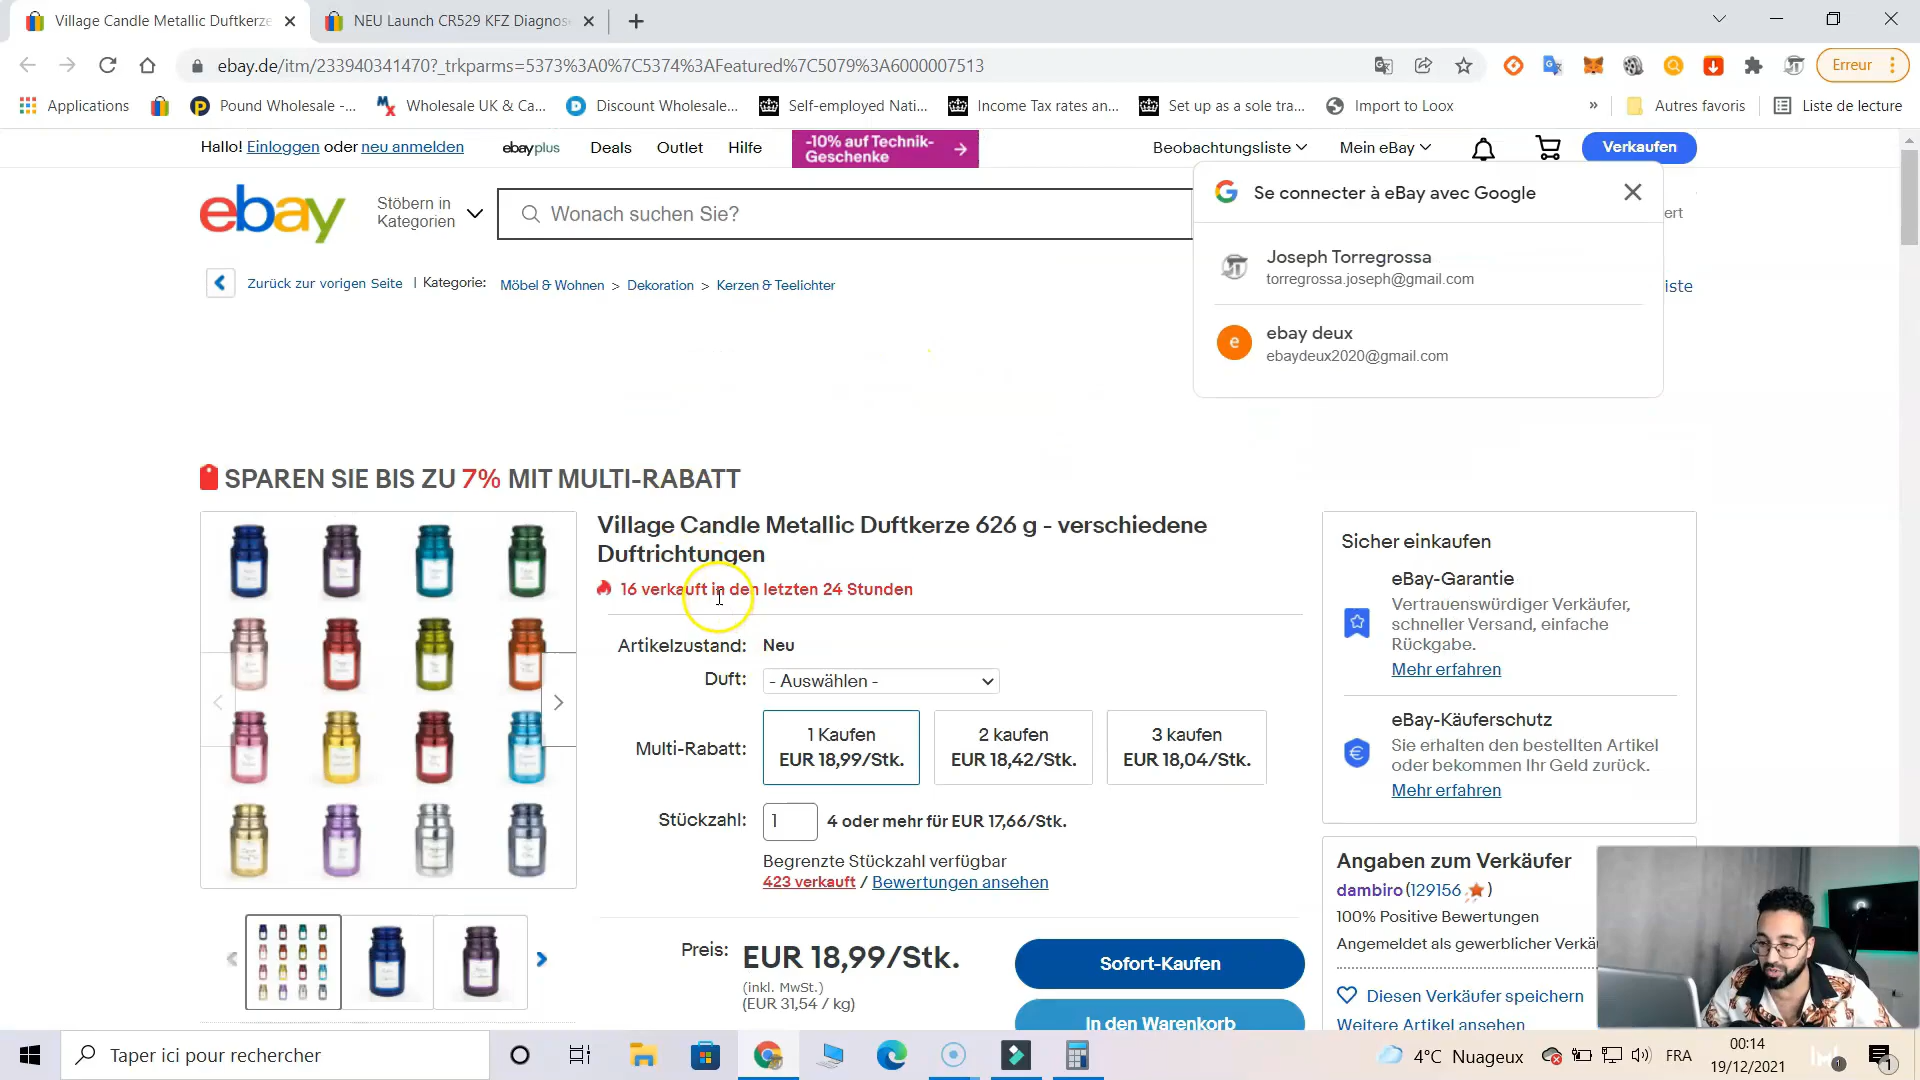 Village Candle Metallic Duftkerze
NEU Launch CR529 KFZ Diagnos
ebay.de/itm/233940341470?_trkparms=5373%3A0%7C5374%3AFeatured%7C5079%3A6000007513
Erreur
Applications
Pound Wholesale -...
Wholesale UK & Ca...
Discount Wholesale...
Self-employed Nati...
Income Tax rates an...
Set up as a sole tra...
Import to Loox
»
Autres favoris
Liste de lecture
Hallo! Einloggen oder neu anmelden
ebayplus
Deals
Outlet
Hilfe
-10% auf Technik-
Geschenke
Beobachtungsliste
Mein eBay
Verkaufen
ebay
Stöbern in
Kategorien
Wonach suchen Sie?
Se connecter à eBay avec Google
Joseph Torregrossa
torregrossa.joseph@gmail.com
e
ebay deux
ebaydeux2020@gmail.com
ert
iste
Zurück zur vorigen Seite | Kategorie: Möbel & Wohnen > Dekoration > Kerzen & Teelichter
SPAREN SIE BIS ZU 7% MIT MULTI-RABATT
Village Candle Metallic Duftkerze 626 g - verschiedene
Duftrichtungen
16 verkauft in den letzten 24 Stunden
Artikelzustand: Neu
Duft: - Auswählen -
Multi-Rabatt:
1 Kaufen
EUR 18,99/Stk.
2 kaufen
EUR 18,42/Stk.
3 kaufen
EUR 18,04/Stk.
Stückzahl: 1 4 oder mehr für EUR 17,66/Stk.
Begrenzte Stückzahl verfügbar
423 verkauft / Bewertungen ansehen
Preis: EUR 18,99/Stk.
(inkl. MwSt.)
(EUR 31,54 / kg)
Sofort-Kaufen
In den Warenkorb
Sicher einkaufen
eBay-Garantie
Vertrauenswürdiger Verkäufer,
schneller Versand, einfache
Rückgabe.
Mehr erfahren
eBay-Käuferschutz
Sie erhalten den bestellten Artikel
oder bekommen Ihr Geld zurück.
Mehr erfahren
Angaben zum Verkäufer
dambiro (129156 )
100% Positive Bewertungen
Angemeldet als gewerblicher Verkä
Diesen Verkäufer speichern
Weitere Artikel ansehen
Taper ici pour rechercher
4°C Nuageux
FRA
00:14
19/12/2021
1
1